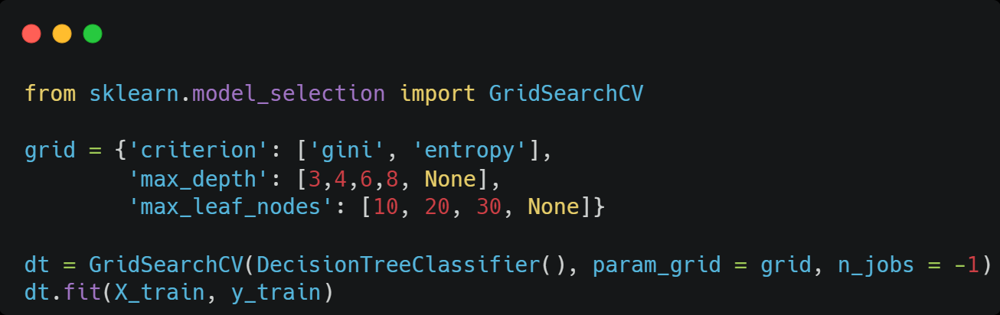 from sklearn.model_selection import GridSearchCV
grid = {'criterion': ['gini', 'entropy'],
'max_depth': [3,4,6,8, None],
'max_leaf_nodes': [10, 20, 30, None]}
dt = GridSearchCV(DecisionTreeClassifier(), param_grid = grid, n_jobs = -1)
dt.fit(X_train, y_train)